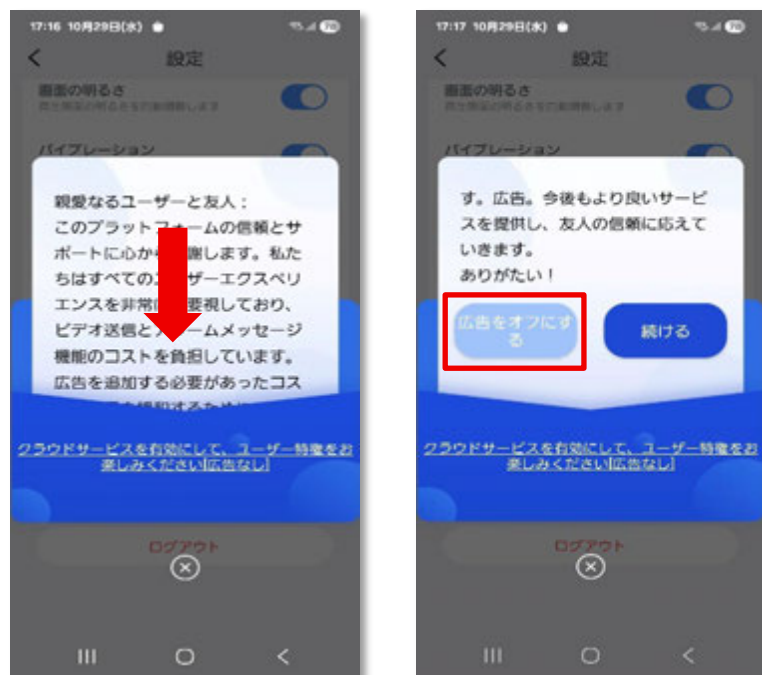 17:16 10月29日(水)
設定
画面の明るさ
バイブレーション
親愛なるユーザーと友人:
このプラットフォームの信頼とサ
ポートに心から 謝します。私た
ちはすべての ザーエクスペリ
エンスを非常に 要視しており、
ビデオ送信と ームメッセージ
機能のコストを負担しています。
広告を追加する必要があったコス
クラウドサービスを有効にして、ユーザー特権をお
楽しみください[広告なし]
ログアウト
17:17 10月29日(水)
設定
画面の明るさ
バイブレーション
す。広告。今後もより良いサービ
スを提供し、友人の信頼に応えて
いきます。
ありがたい!
広告をオフにす
る
続ける
クラウドサービスを有効にして、ユーザー特権をお
楽しみください[広告なし]
ログアウト